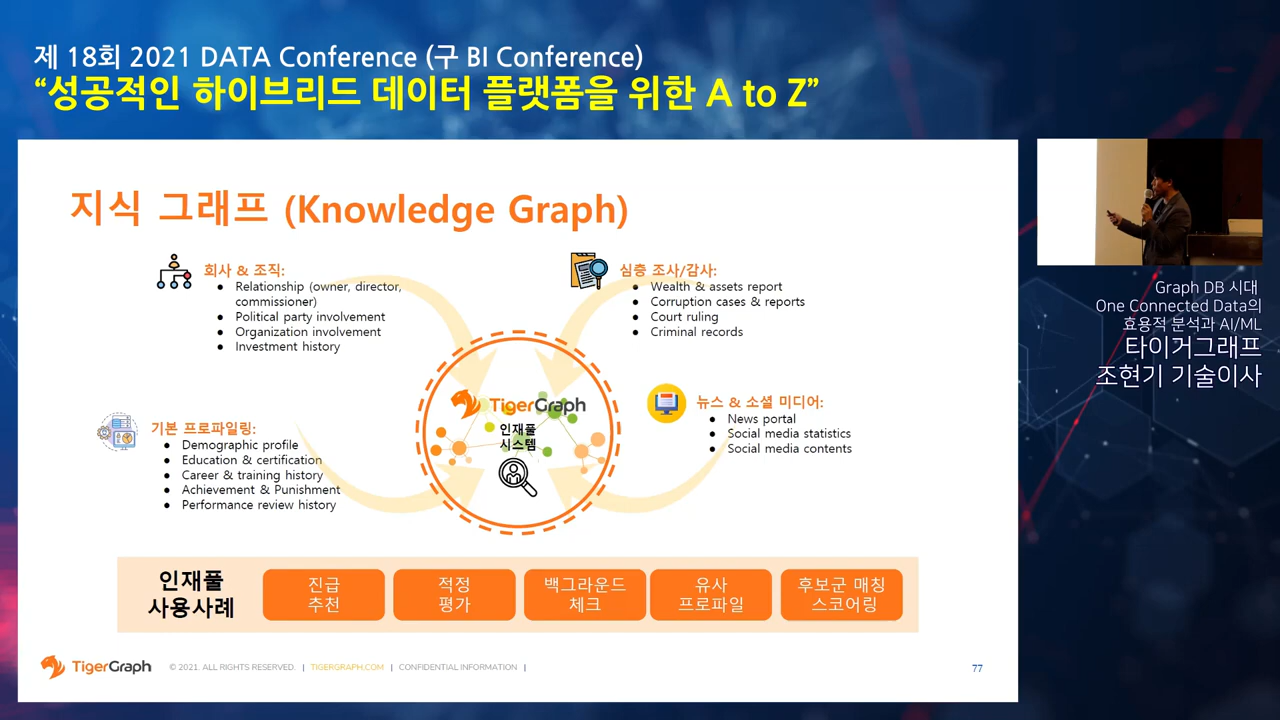 제 18회 2021 DATA Conference (구 BI Conference)
“성공적인 하이브리드 데이터 플랫폼을 위한 A to Z”
지식 그래프 (Knowledge Graph)
회사 & 조직:
● Relationship (owner, director,
commissioner)
● Political party involvement
● Organization involvement
● Investment history
심층 조사/감사:
● Wealth & assets report
● Corruption cases & reports
● Court ruling
● Criminal records
기본 프로파일링:
● Demographic profile
● Education & certification
● Career & training history
● Achievement & Punishment
● Performance review history
TigerGraph
인재풀
시스템
뉴스 & 소셜 미디어:
● News portal
● Social media statistics
● Social media contents
인재풀
사용사례
진급
추천
적정
평가
백그라운드
체크
유사
프로파일
후보군 매칭
스코어링
TigerGraph
© 2021. ALL RIGHTS RESERVED. | TIGERGRAPH.COM | CONFIDENTIAL INFORMATION |
77
Graph DB 시대
One Connected Data의
효용적 분석과 AI/ML
타이거그래프
조현기 기술이사